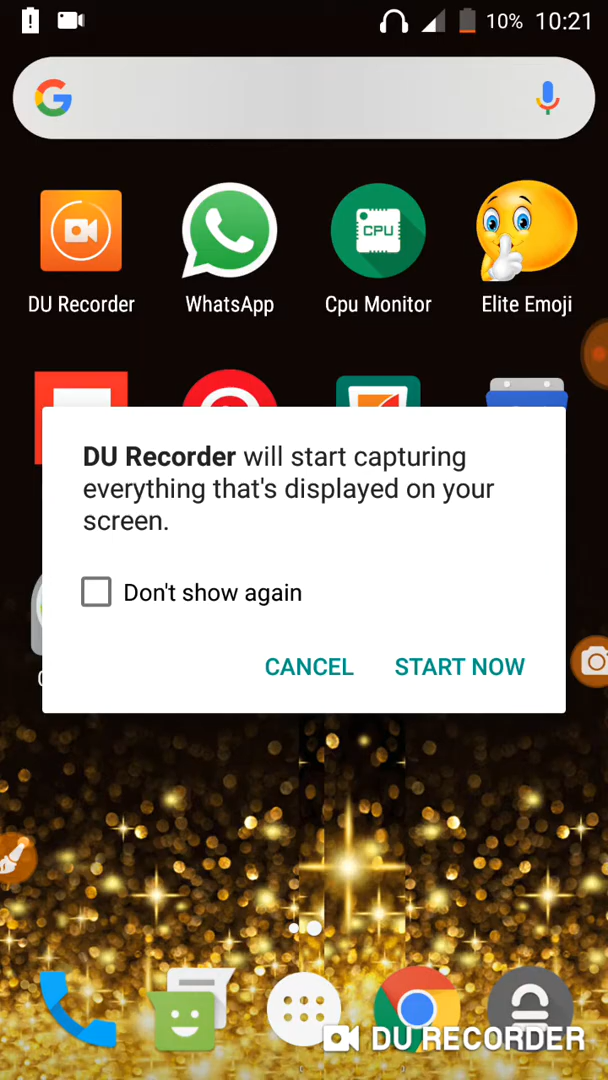 10% 10:21
DU Recorder WhatsApp Cpu Monitor Elite Emoji
CPU
DU Recorder will start capturing
everything that's displayed on your
screen.
Don't show again
CANCEL START NOW
DU RECORDER